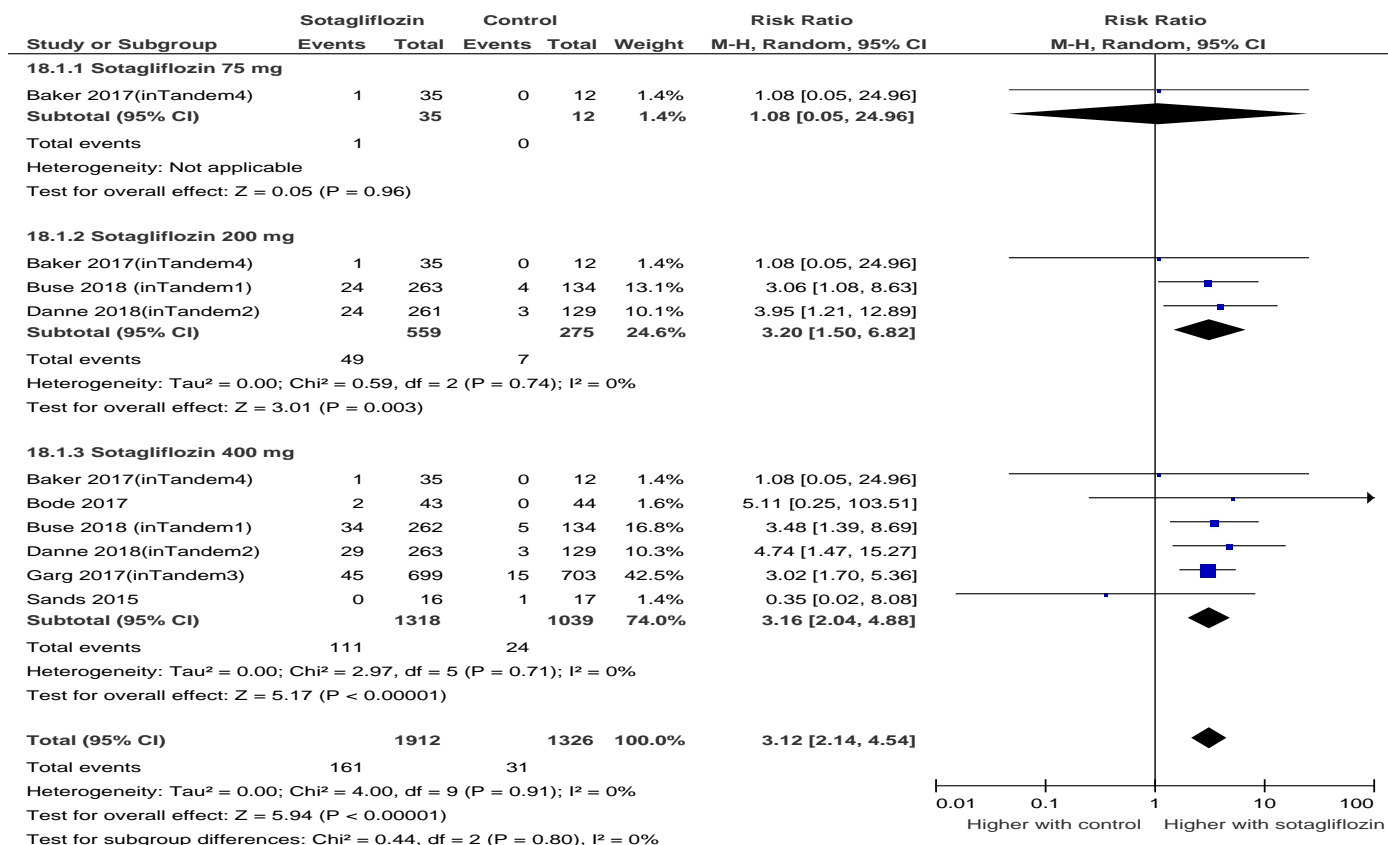 Sotagliflozin Control Risk Ratio Risk Ratio
Study or Subgroup Events Total Events Total Weight M-H, Random, 95% CI M-H, Random, 95% CI
18.1.1 Sotagliflozin 75 mg
Baker 2017(inTandem4) 1 35 0 12 1.4% 1.08 [0.05, 24.96]
Subtotal (95% CI) 35 12 1.4% 1.08 [0.05, 24.96]
Total events 1 0
Heterogeneity: Not applicable
Test for overall effect: Z = 0.05 (P = 0.96)
18.1.2 Sotagliflozin 200 mg
Baker 2017(inTandem4) 1 35 0 12 1.4% 1.08 [0.05, 24.96]
Buse 2018 (inTandem1) 24 263 4 134 13.1% 3.06 [1.08, 8.63]
Danne 2018(inTandem2) 24 261 3 129 10.1% 3.95 [1.21, 12.89]
Subtotal (95% CI) 559 275 24.6% 3.20 [1.50, 6.82]
Total events 49 7
Heterogeneity: Tau² = 0.00; Chi² = 0.59, df = 2 (P = 0.74); I² = 0%
Test for overall effect: Z = 3.01 (P = 0.003)
18.1.3 Sotagliflozin 400 mg
Baker 2017(inTandem4) 1 35 0 12 1.4% 1.08 [0.05, 24.96]
Bode 2017 2 43 0 44 1.6% 5.11 [0.25, 103.51]
Buse 2018 (inTandem1) 34 262 5 134 16.8% 3.48 [1.39, 8.69]
Danne 2018(inTandem2) 29 263 3 129 10.3% 4.74 [1.47, 15.27]
Garg 2017(inTandem3) 45 699 15 703 42.5% 3.02 [1.70, 5.36]
Sands 2015 0 16 1 17 1.4% 0.35 [0.02, 8.08]
Subtotal (95% CI) 1318 1039 74.0% 3.16 [2.04, 4.88]
Total events 111 24
Heterogeneity: Tau² = 0.00; Chi² = 2.97, df = 5 (P = 0.71); I² = 0%
Test for overall effect: Z = 5.17 (P < 0.00001)
Total (95% CI) 1912 1326 100.0% 3.12 [2.14, 4.54]
Total events 161 31
Heterogeneity: Tau² = 0.00; Chi² = 4.00, df = 9 (P = 0.91); I² = 0%
Test for overall effect: Z = 5.94 (P < 0.00001)
Test for subgroup differences: Chi² = 0.44, df = 2 (P = 0.80), I² = 0%
0.01 0.1 1 10 100
Higher with control Higher with sotagliflozin